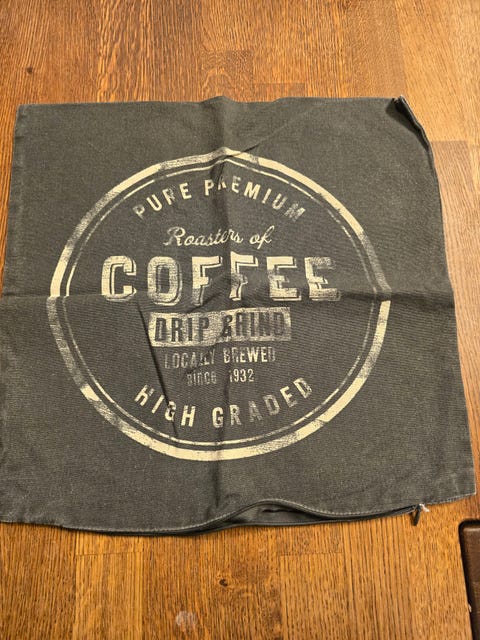 PURE PREMIUM
Roasters of
COFFEE
DRIP GRIND
LOCALLY BREWED
SINCE 1932
HIGH GRADED